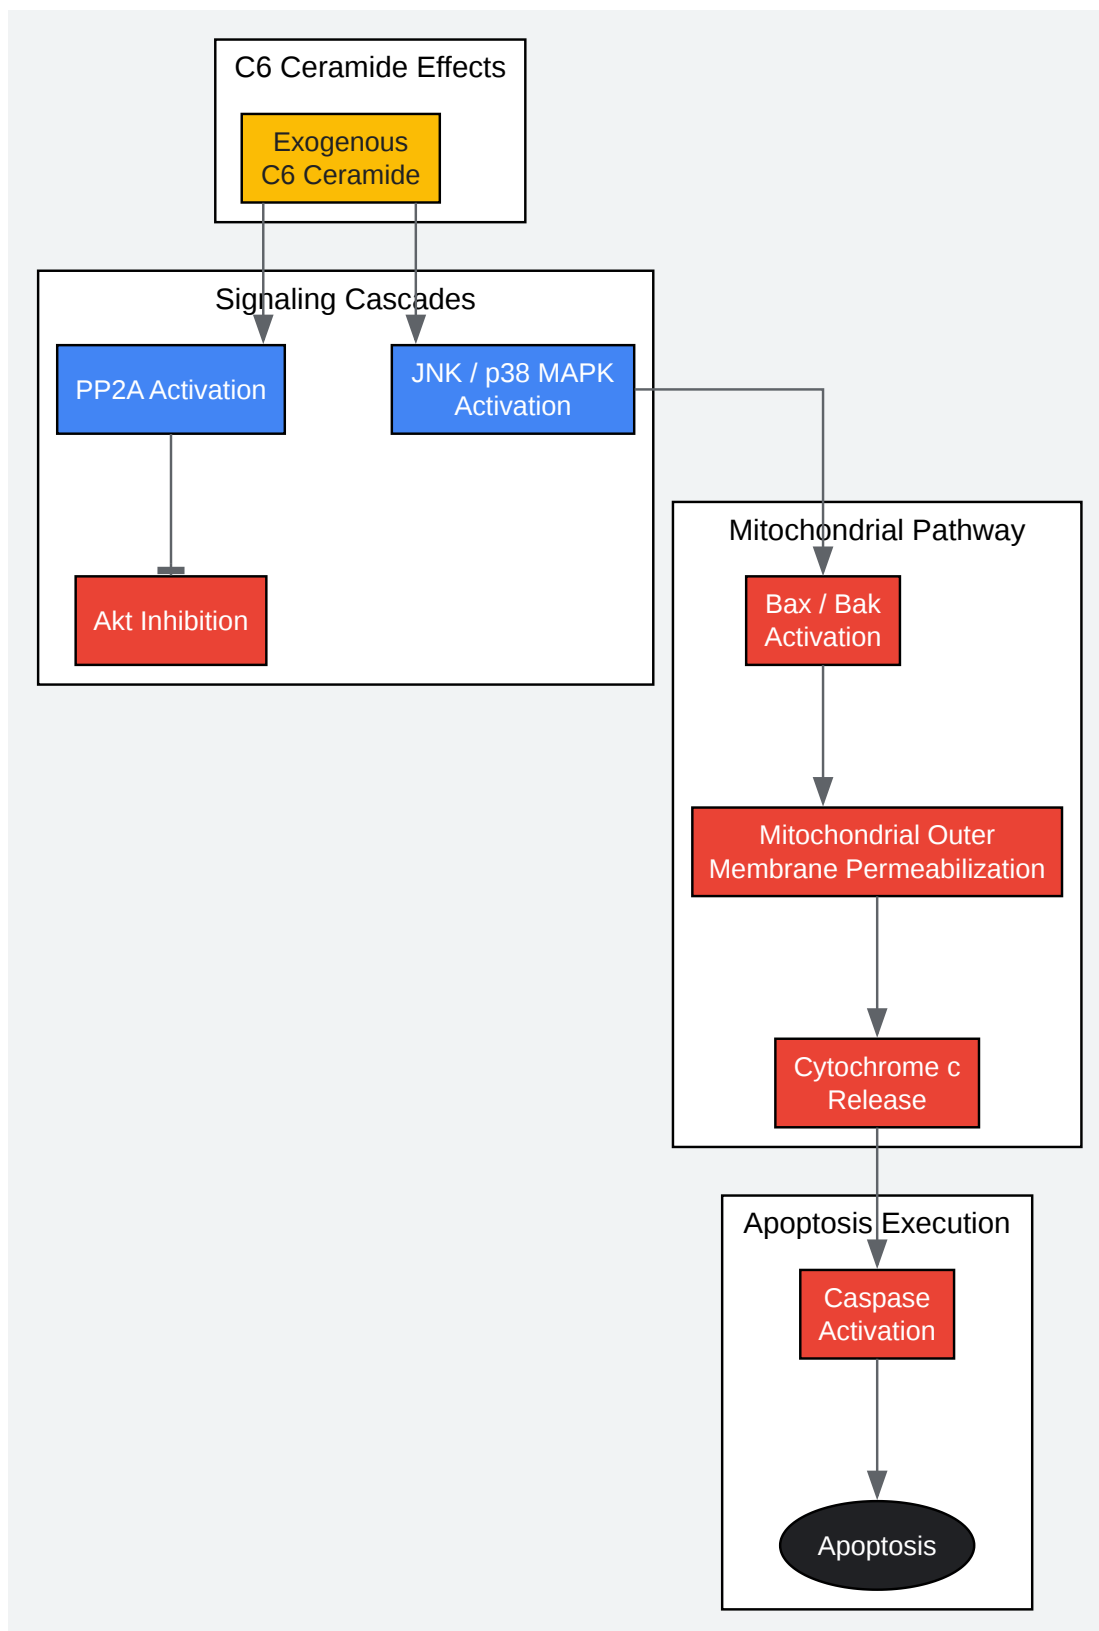 C6 Ceramide Effects
Exogenous
C6 Ceramide
Signaling Cascades
PP2A Activation
JNK / p38 MAPK
Activation
Akt Inhibition
Mitochondrial Pathway
Bax / Bak
Activation
Mitochondrial Outer
Membrane Permeabilization
Cytochrome c
Release
Apoptosis Execution
Caspase
Activation
Apoptosis